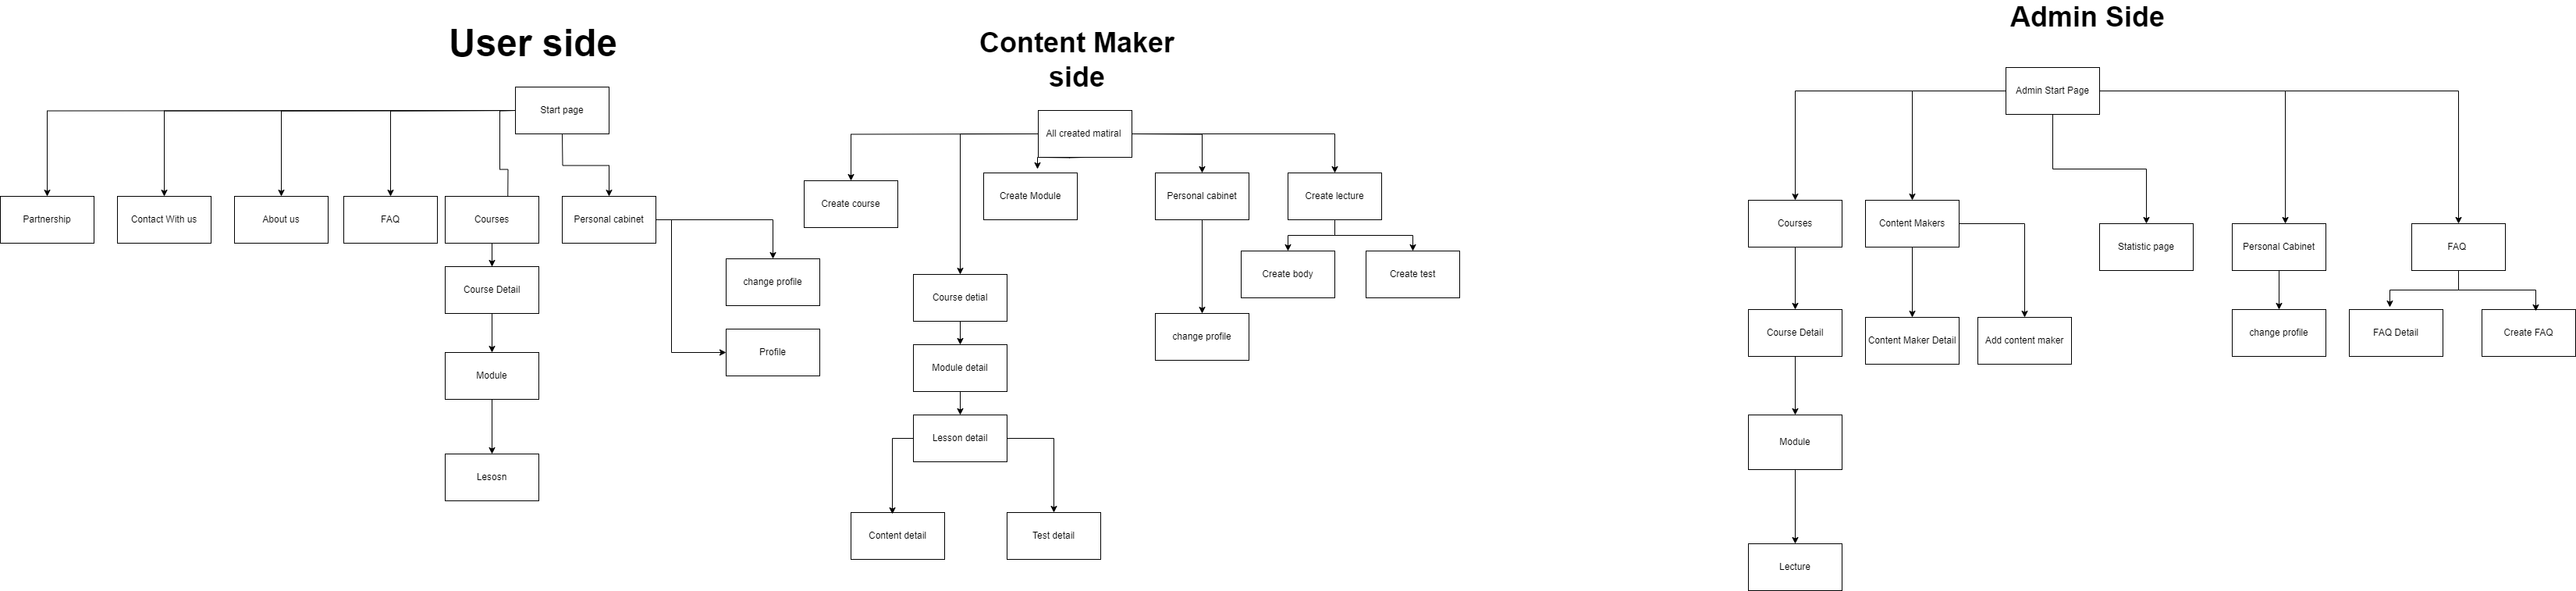 User side
Start page
Partnership
Contact With us
About us
FAQ
Courses
Personal cabinet
Course Detail
change profile
Module
Profile
Lesosn
Content Maker
side
All created matiral
Create course
Create Module
Personal cabinet
Create lecture
Course detial
Create body
Create test
Module detail
change profile
Lesson detail
Content detail
Test detail
Admin Side
Admin Start Page
Courses
Content Makers
Statistic page
Personal Cabinet
FAQ
Course Detail
Content Maker Detail
Add content maker
change profile
FAQ Detail
Create FAQ
Module
Lecture